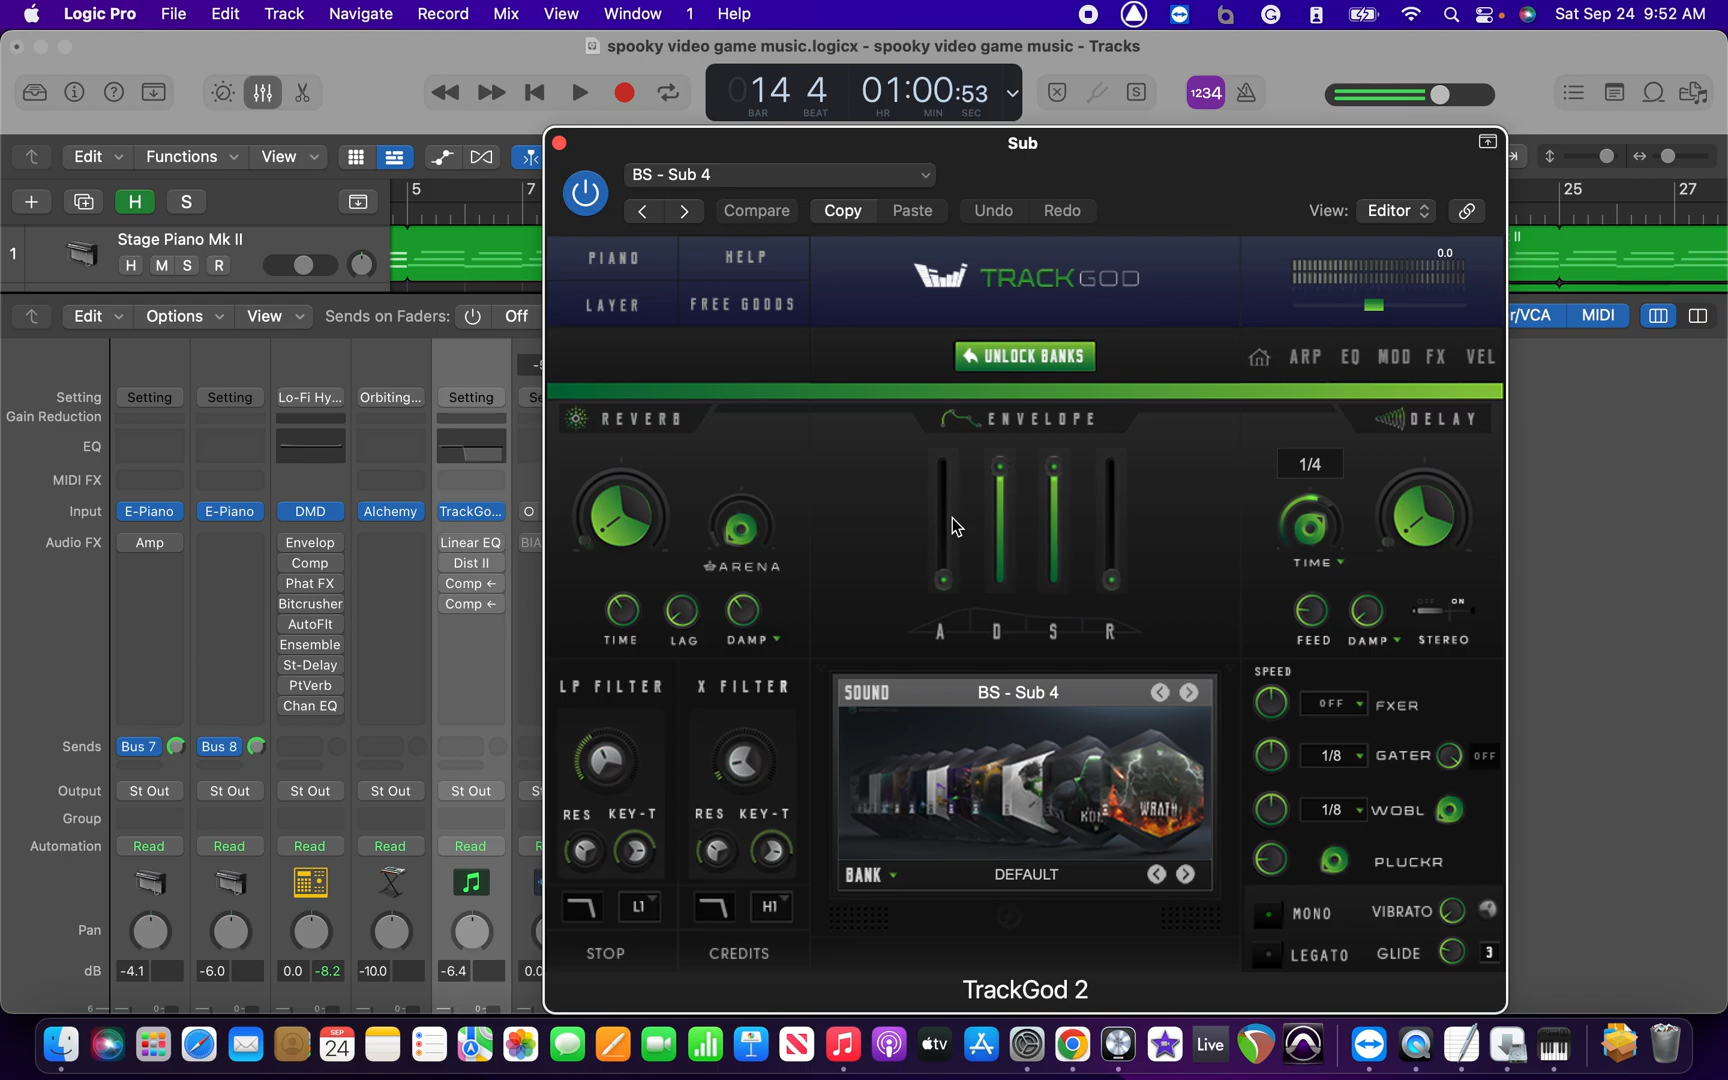 Logic Pro File Edit Track Navigate Record Mix View Window 1 Help Sat Sep 24 9:52 AM
spooky video game music.logicx - spooky video game music - Tracks
014 4 01:00:53
BAR BEAT HR MIN SEC
1234
S
Edit Functions View
H S
5 7 25 27
1 Stage Piano Mk II
H M S R
II
Edit Options View Sends on Faders: Off
r/VCA MIDI
Setting Setting Setting Lo-Fi Hy... Orbiting... Setting Se
Gain Reduction
EQ
MIDI FX
Input E-Piano E-Piano DMD Alchemy TrackGo...
Audio FX Amp Envelop Linear EQ BIA
Comp Dist II
Phat FX Comp
Bitcrusher Comp
AutoFlt
Ensemble
St-Delay
PtVerb
Chan EQ
Sends Bus 7 Bus 8
Output St Out St Out St Out St Out St Out S
Group
Automation Read Read Read Read Read R
Pan
dB -4.1 -6.0 0.0 -8.2 -10.0 -6.4 0.0
6
Sub
BS - Sub 4
Compare Copy Paste Undo Redo View: Editor
PIANO HELP
LAYER FREE GOODS
TRACKGOD
0.0
UNLOCK BANKS
ARP EQ MOD FX VEL
REVERB ENVELOPE DELAY
1/4
ARENA
TIME
TIME LAG DAMP
A D S R
OFF ON
FEED DAMP STEREO
LP FILTER X FILTER
RES KEY-T RES KEY-T
L1 H1
STOP CREDITS
SOUND BS - Sub 4
WRATH
BANK DEFAULT
SPEED
OFF FXER
1/8 GATER OFF
1/8 WOBL
PLUCKR
MONO VIBRATO
LEGATO GLIDE 3
TrackGod 2
SEP
24
tv
Live